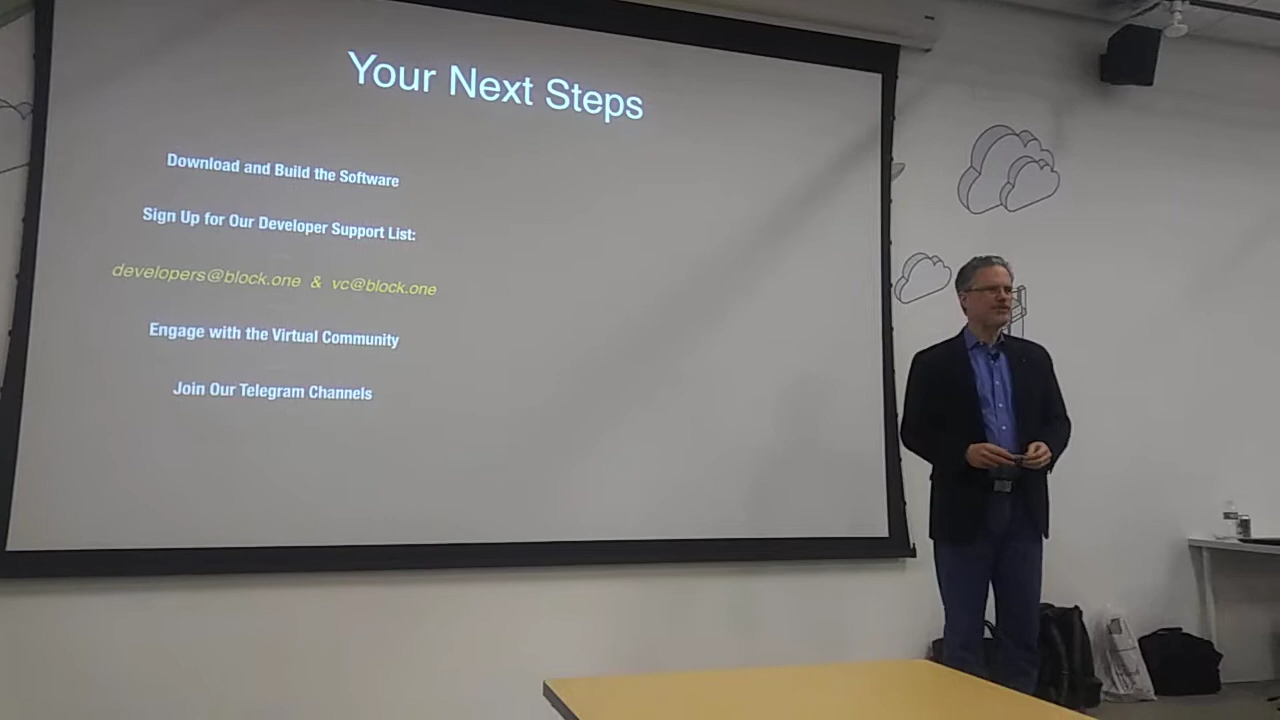 Your Next Steps
Download and Build the Software
Sign Up for Our Developer Support List:
developers@block.one & vc@block.one
Engage with the Virtual Community
Join Our Telegram Channels